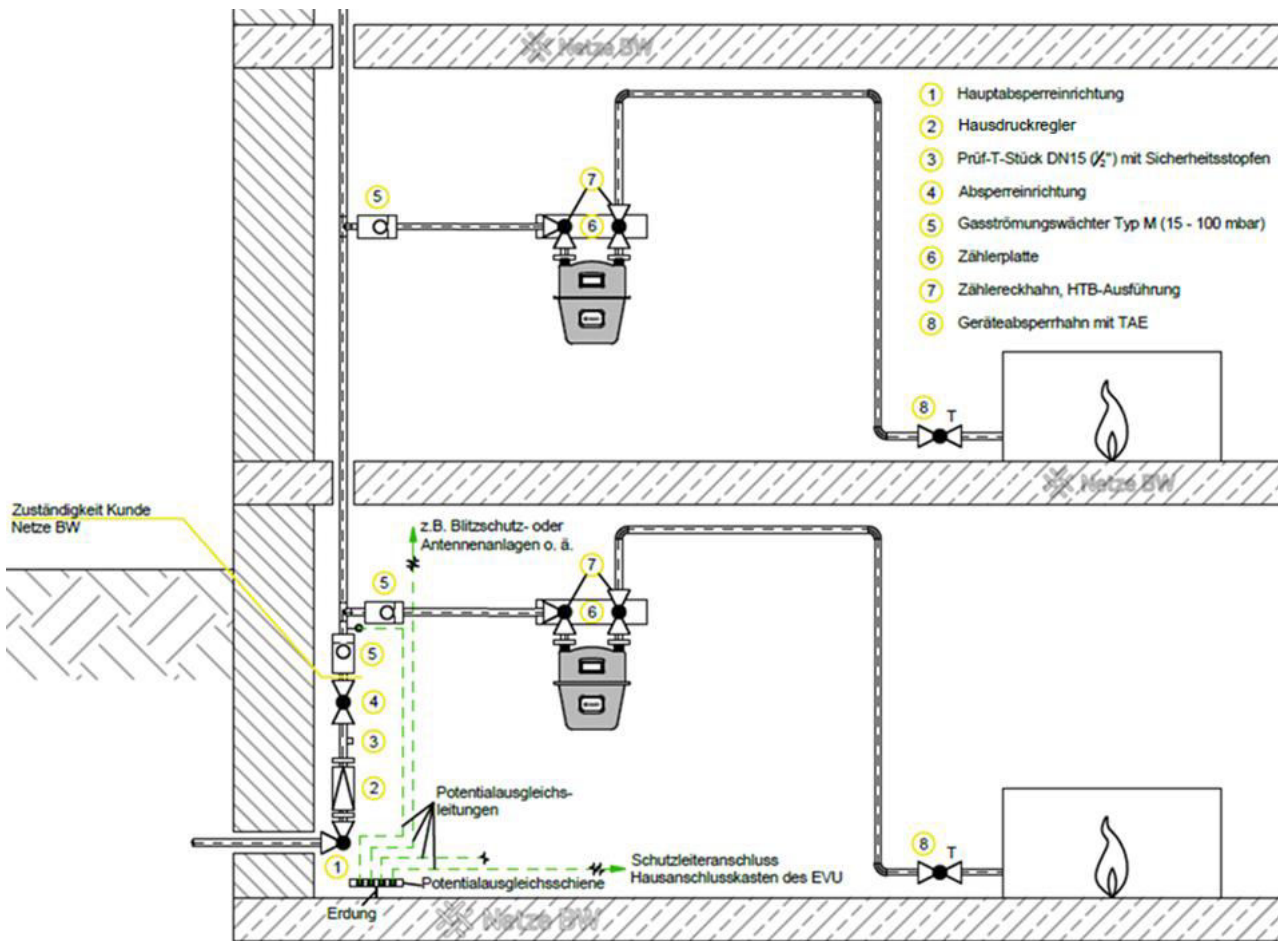 Netze BW
1 Hauptabsperreinrichtung
2 Hausdruckregler
3 Prüf-T-Stück DN15 (½") mit Sicherheitsstopfen
4 Absperreinrichtung
5 Gasströmungswächter Typ M (15 - 100 mbar)
6 Zählerplatte
7 Zählereckhahn, HTB-Ausführung
8 Geräteabsperrhahn mit TAE
7
5
6
8
T
Netze BW
Zuständigkeit Kunde
Netze BW
z.B. Blitzschutz- oder
Antennenanlagen o. ä.
7
5
6
5
4
3
2
Potentialausgleichs-
leitungen
1
8
T
Schutzleiteranschluss
Hausanschlusskasten des EVU
Potentialausgleichsschiene
Erdung
Netze BW